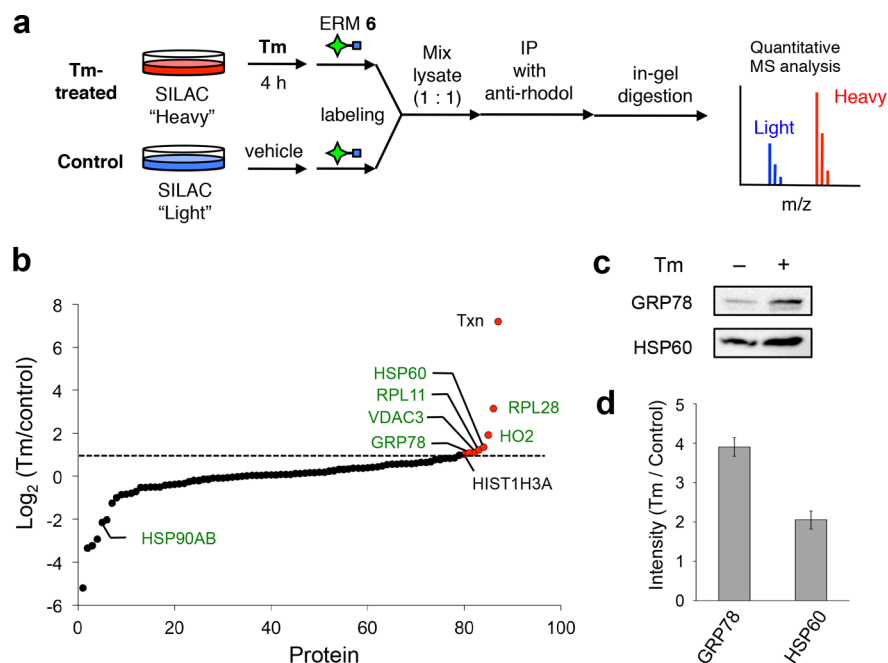 a
Tm-
treated
SILAC
“Heavy”
Tm
4 h
ERM 6
labeling
Control
SILAC
“Light”
vehicle
Mix
lysate
(1 : 1)
IP
with
anti-rhodol
in-gel
digestion
Quantitative
MS analysis
Heavy
Light
m/z
b
Log2 (Tm/control)
8
6
4
2
0
-2
-4
-6
0
20
40
60
80
100
Protein
Txn
HSP60
RPL11
VDAC3
GRP78
RPL28
HO2
HIST1H3A
HSP90AB
c
Tm – +
GRP78
HSP60
d
Intensity (Tm / Control)
5
4
3
2
1
0
GRP78
HSP60